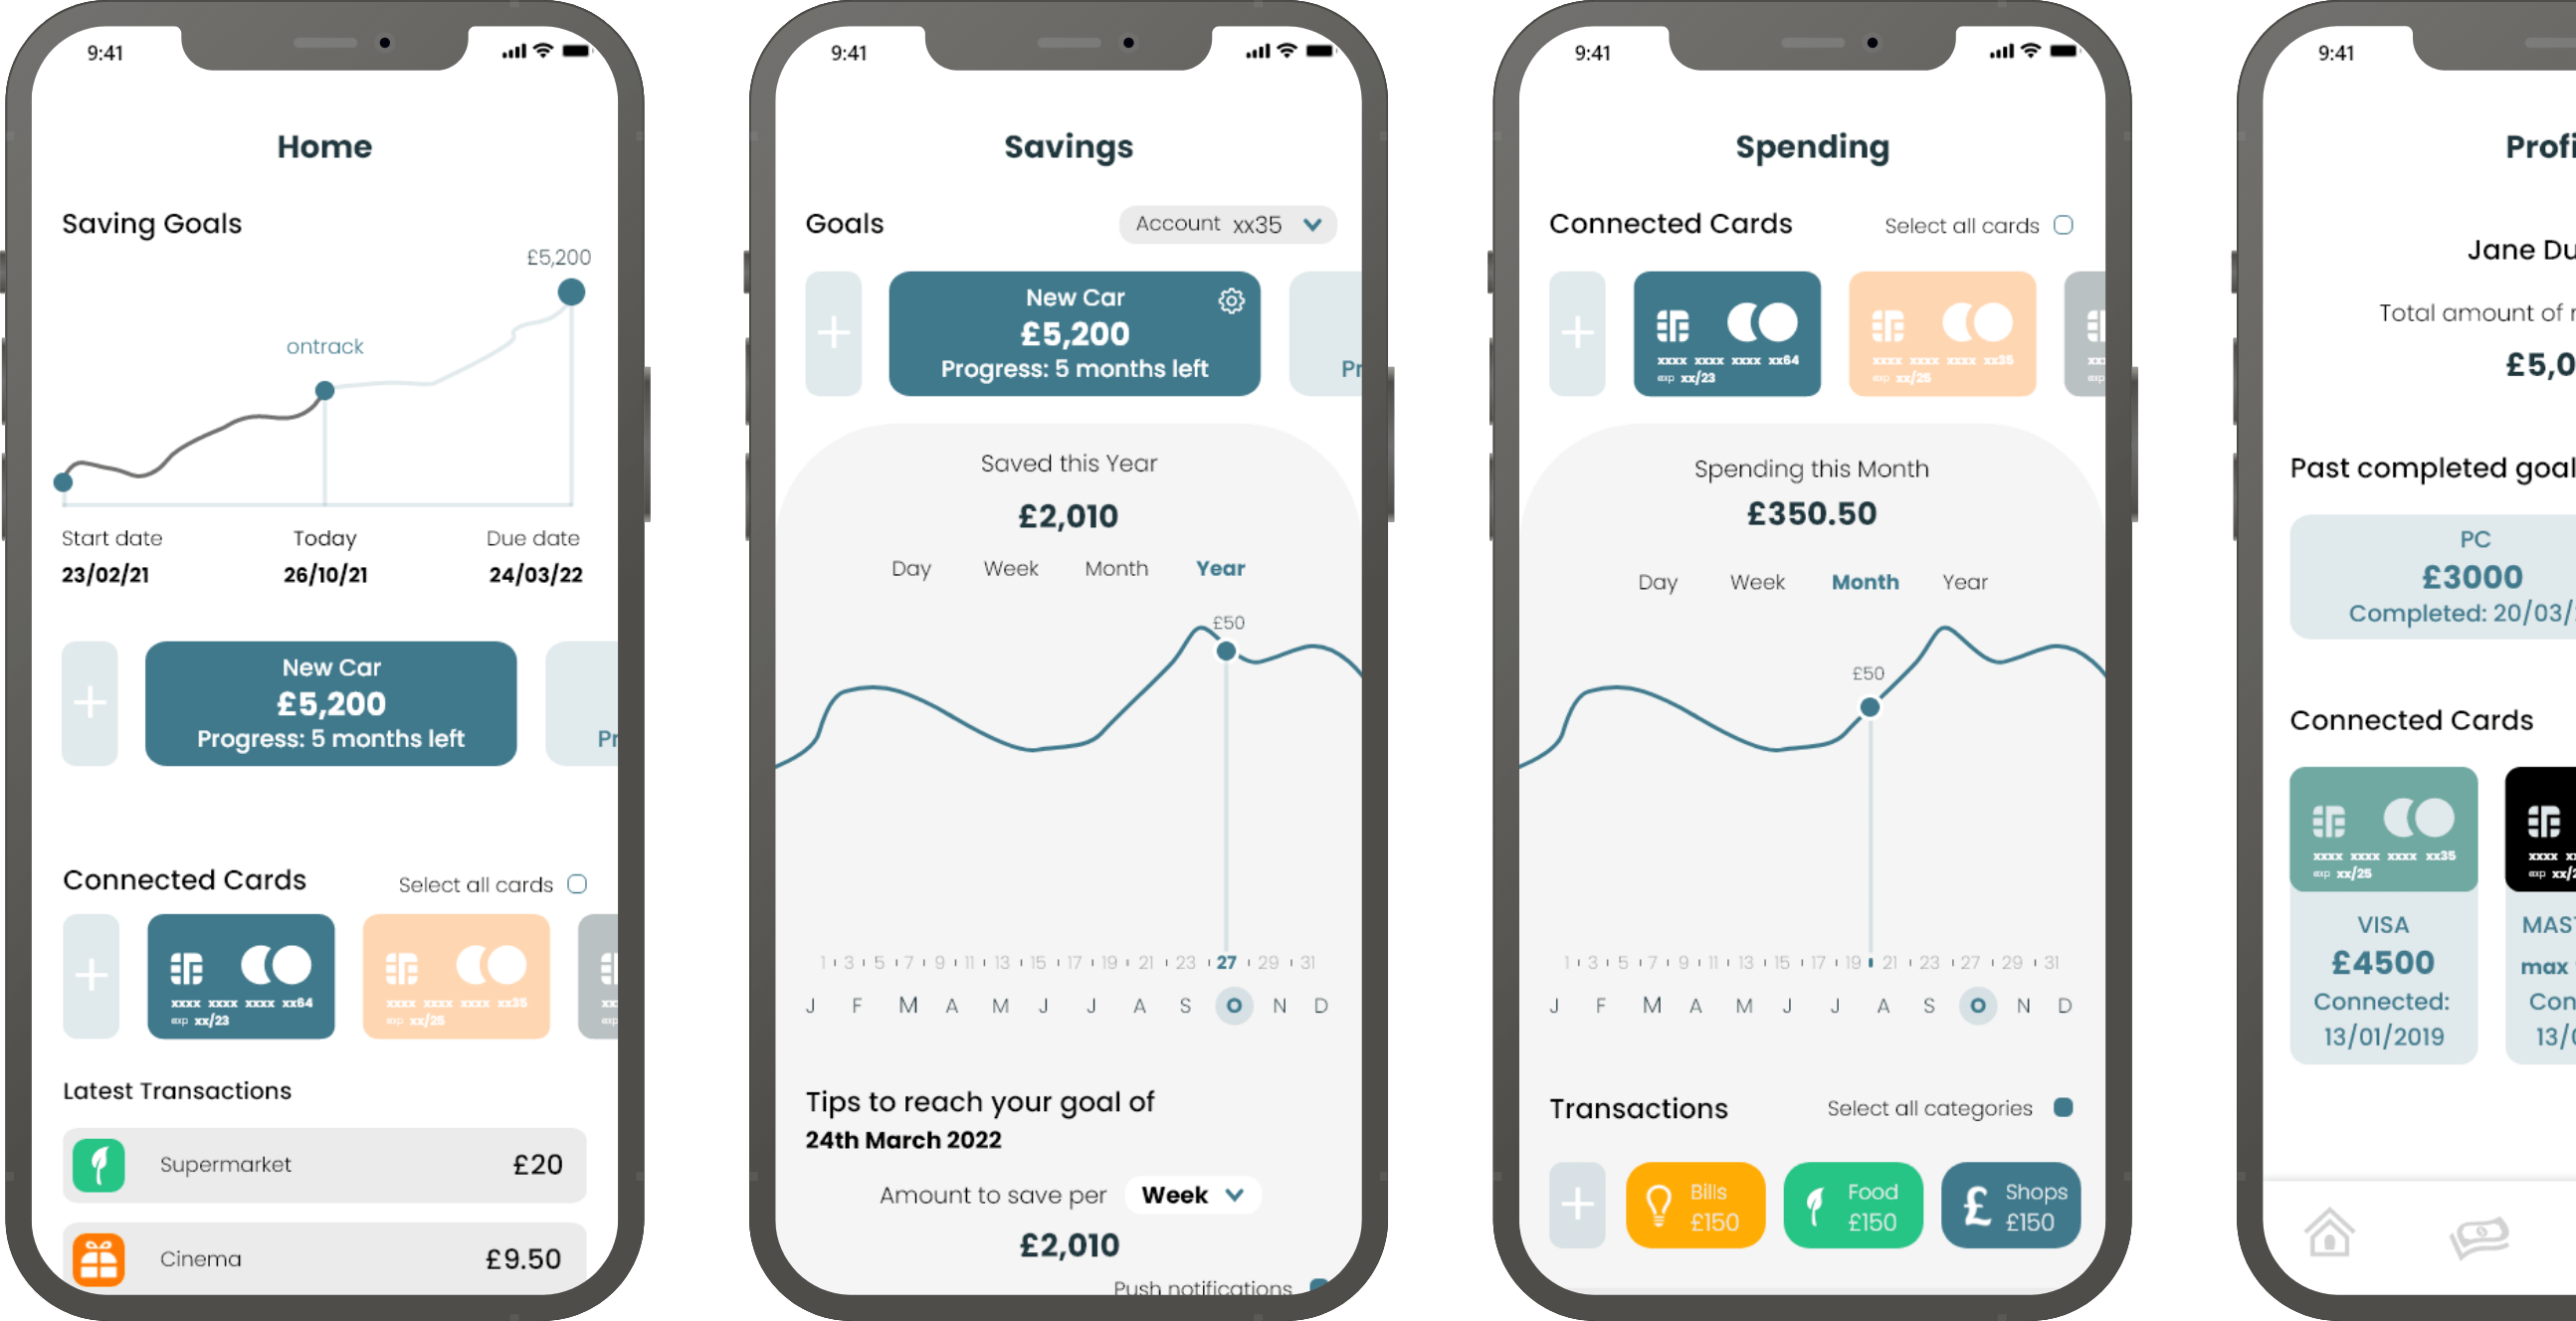 9:41
Home
Saving Goals
£5,200
ontrack
Start date
Today
Due date
23/02/21
26/10/21
24/03/22
New Car
£5,200
Progress: 5 months left
Pr
Connected Cards
Select all cards
xxxx xxxx xxxx xx64
exp xx/23
xxxx xxxx xxxx xx35
exp xx/25
xx
exp
Latest Transactions
Supermarket £20
Cinema £9.50
9:41
Savings
Goals
Account xx35
New Car
£5,200
Progress: 5 months left
Pr
Saved this Year
£2,010
Day Week Month Year
£50
1 3 5 7 9 11 13 15 17 19 21 23 27 29 31
J F M A M J J A S O N D
Tips to reach your goal of
24th March 2022
Amount to save per Week
£2,010
Push notifications
9:41
Spending
Connected Cards
Select all cards
xxxx xxxx xxxx xx64
exp xx/23
xxxx xxxx xxxx xx35
exp xx/25
xx
exp
Spending this Month
£350.50
Day Week Month Year
£50
1 3 5 7 9 11 13 15 17 19 21 23 27 29 31
J F M A M J J A S O N D
Transactions
Select all categories
Bills
£150
Food
£150
£ Shops
£150
9:41
Profi
Jane Du
Total amount of
£5,0
Past completed goal
PC
£3000
Completed: 20/03/
Connected Cards
xxxx xxxx xxxx xx35
exp xx/25
xxxx x
exp xx/2
VISA
£4500
Connected:
13/01/2019
MAS
max
Con
13/0